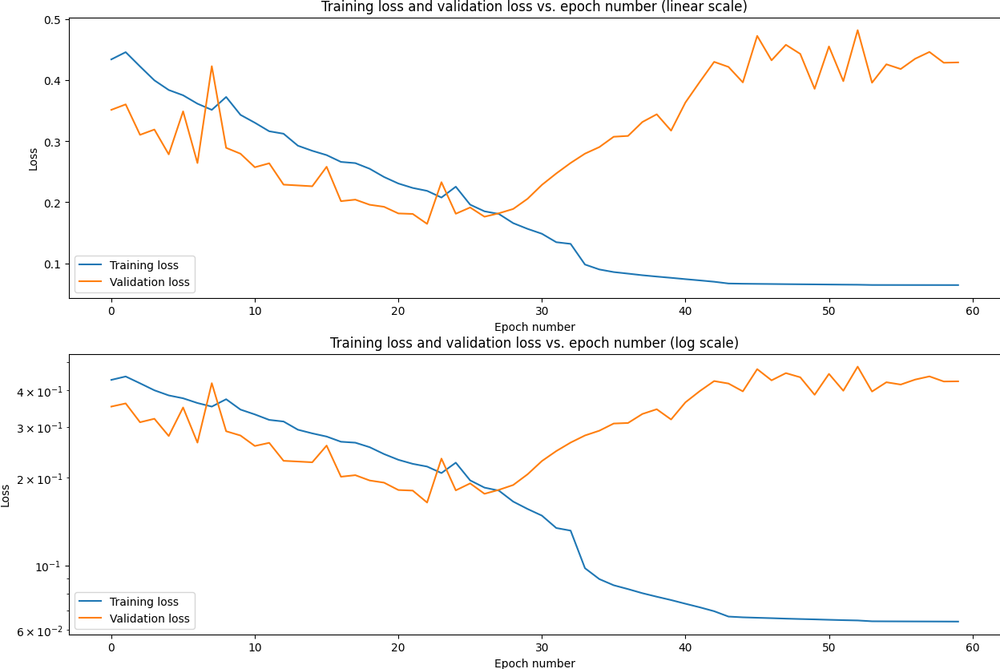 Training loss and validation loss vs. epoch number (linear scale)
0.5
0.4
0.3
0.2
0.1
Loss
Training loss
Validation loss
0 10 20 30 40 50 60
Epoch number
Training loss and validation loss vs. epoch number (log scale)
4 × 10⁻¹
3 × 10⁻¹
2 × 10⁻¹
10⁻¹
6 × 10⁻²
Loss
Training loss
Validation loss
0 10 20 30 40 50 60
Epoch number